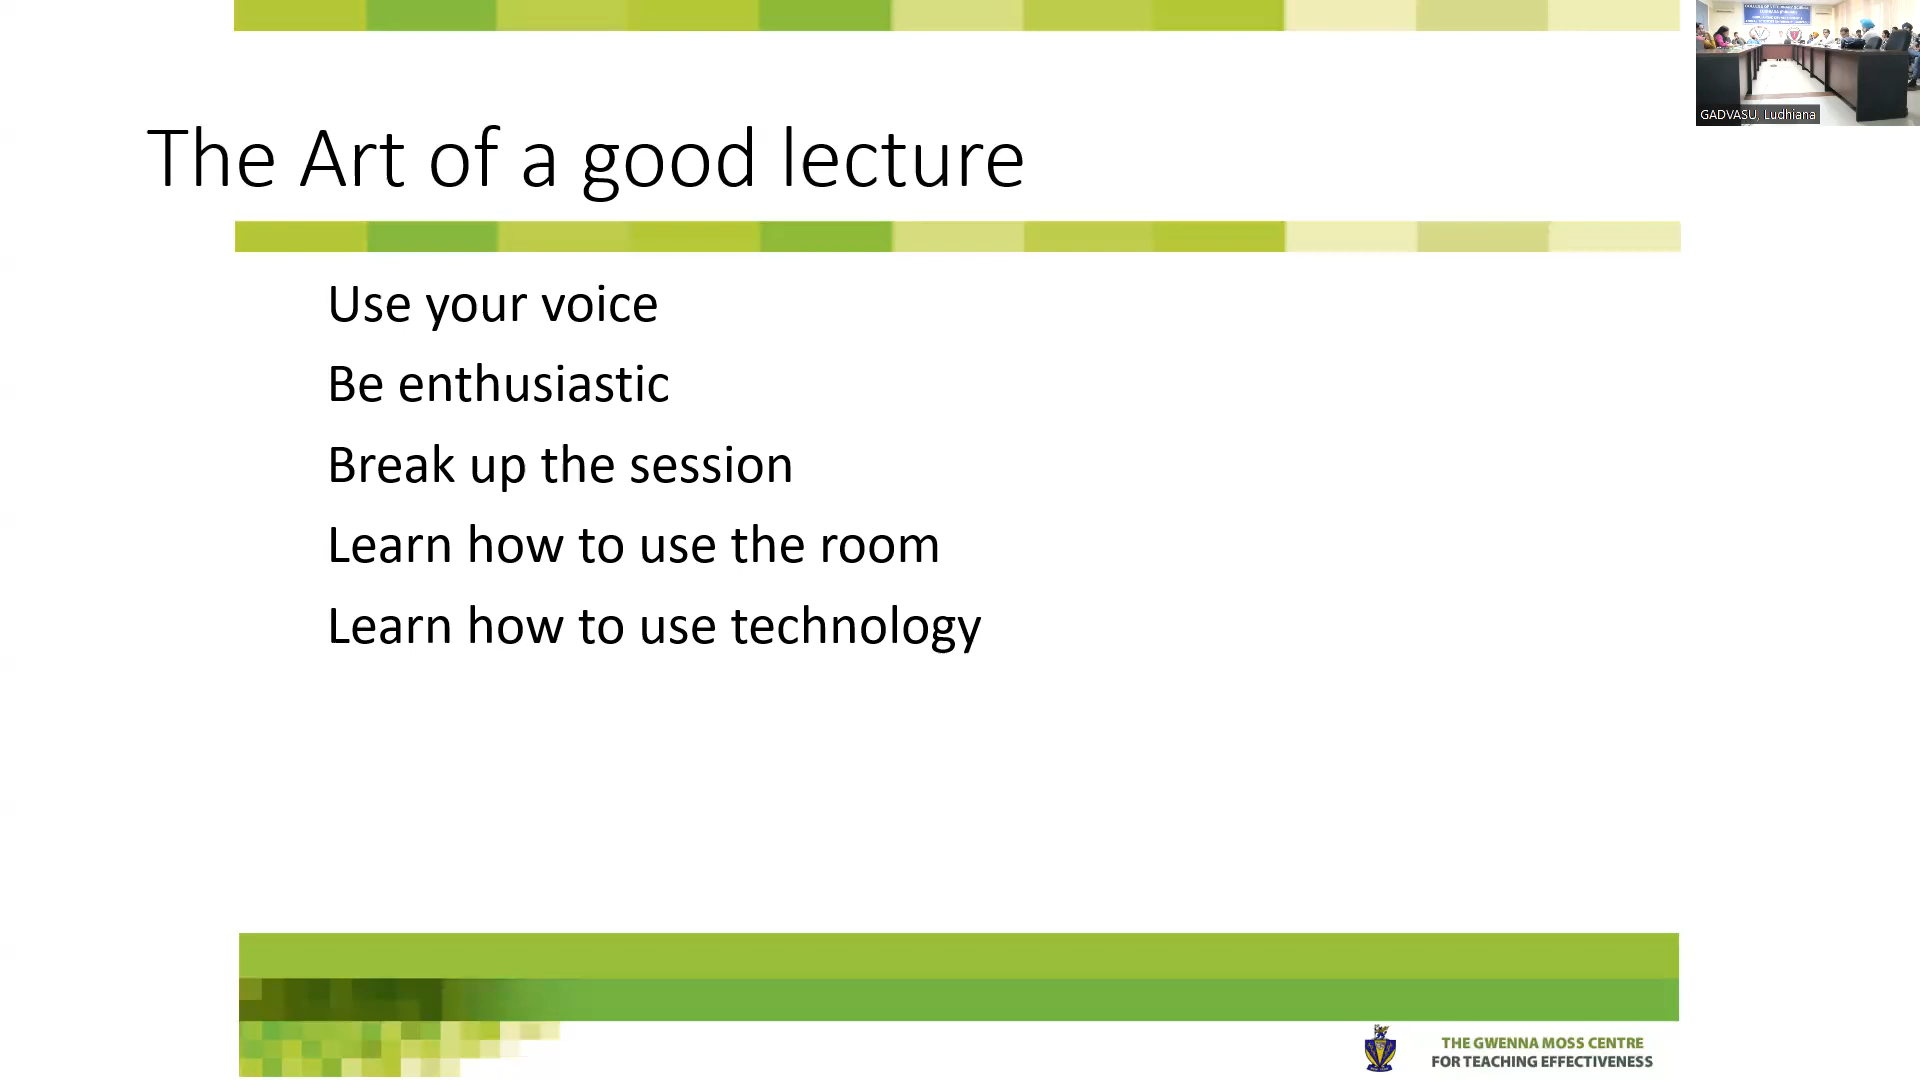 The Art of a good lecture
Use your voice
Be enthusiastic
Break up the session
Learn how to use the room
Learn how to use technology
GADVASU, Ludhiana
THE GWENNA MOSS CENTRE
FOR TEACHING EFFECTIVENESS